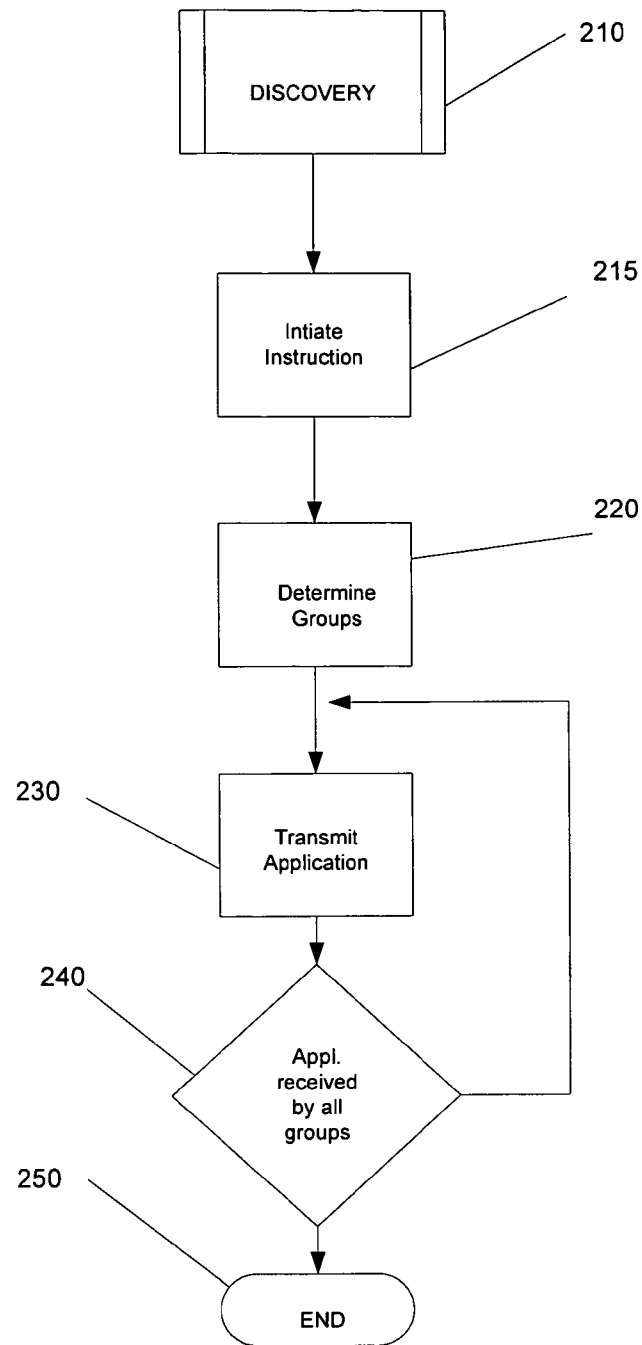 210
DISCOVERY
215
Intiate
Instruction
220
Determine
Groups
230
Transmit
Application
240
Appl.
received
by all
groups
250
END